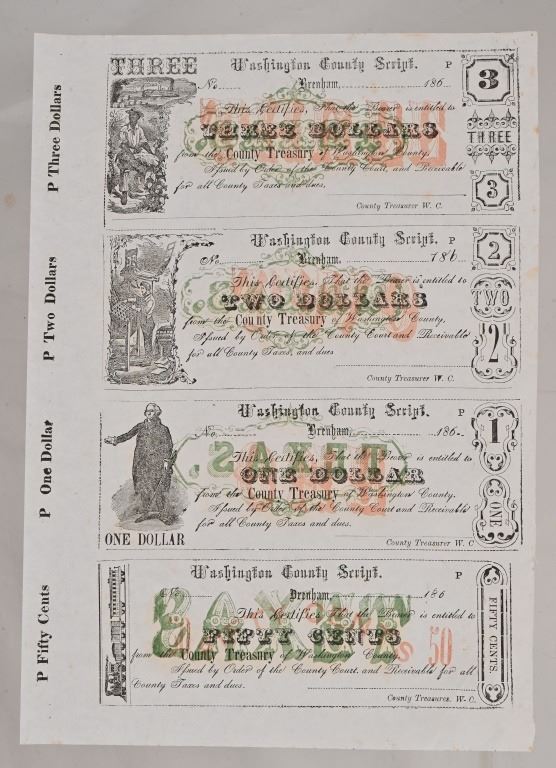 P Three Dollars
THREE
Washington County Script. P
3
No. Brenham, 186
This Certifies, That the Bearer is entitled to
THREE DOLLARS
THREE
from the County Treasury of Washington County,
Issued by Order of the County Court, and Receivable
for all County Taxes and dues,
3
County Treasurer W. C.
P Two Dollars
Washington County Script. P
2
No. Brenham, 186
This Certifies, That the Bearer is entitled to
TWO DOLLARS
TWO
from the County Treasury of Washington County,
Issued by Order of the County Court and Receivable
for all County Taxes, and dues
2
County Treasurer W. C.
P One Dollar
Washington County Script. P
1
No. Brenham, 186
TEXAS.
This Certifies, That the Bearer is entitled to
ONE DOLLAR
from the County Treasury of Washington County.
Issued by Order of the County Court and Receivable
for all County Taxes and dues.
ONE
ONE DOLLAR
County Treasurer W. C
P Fifty Cents
Washington County Script. P
No. Brenham, 186
This Certifies That the Bearer is entitled to
FIFTY CENTS
50
FIFTY CENTS.
from the County Treasury of Washington County
Issued by Order of the County Court, and Receivable for all
County Taxes and dues.
County Treasurer, W. C.